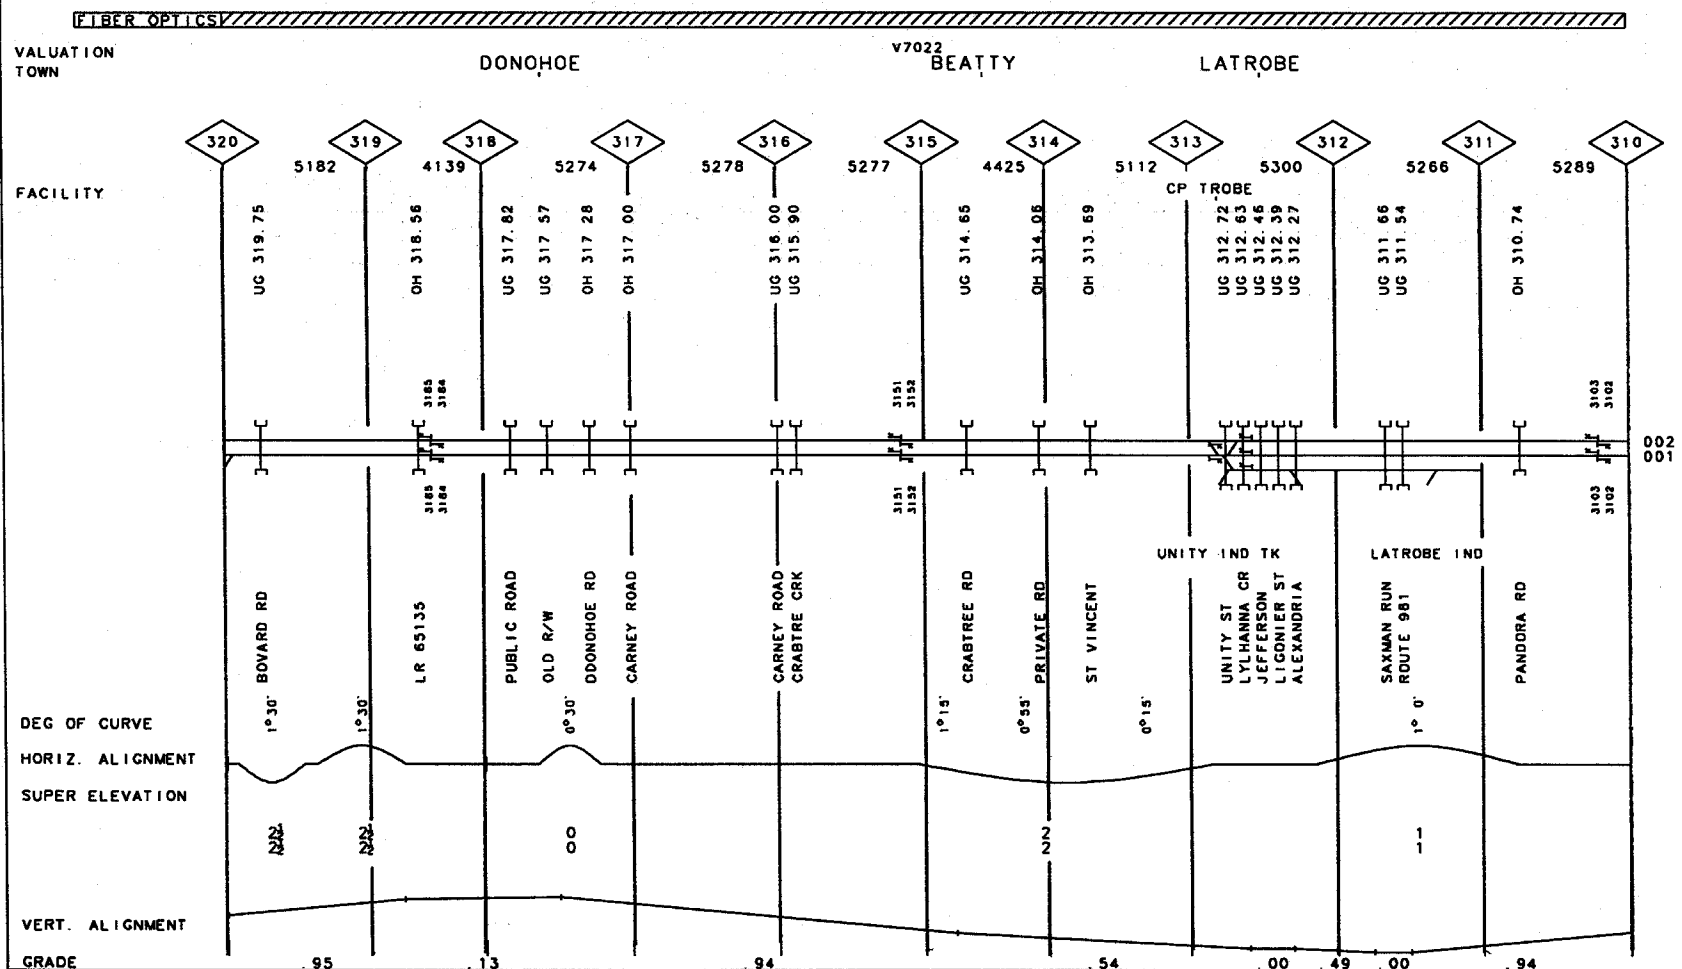 FIBER OPTICS
VALUATION V7022
TOWN DONOHOE BEATTY LATROBE
320 319 318 317 316 315 314 313 312 311 310
5182 4139 5274 5278 5277 4425 5112 5300 5266 5289
FACILITY CP TROBE
UG 319.75
OH 318.56
UG 317.82
UG 317.57
OH 317.28
OH 317.00
UG 316.00
UG 315.90
UG 314.65
OH 314.06
OH 313.69
UG 312.72
UG 312.63
UG 312.46
UG 312.39
UG 312.27
UG 311.66
UG 311.54
OH 310.74
3185
3184
3151
3152
3103
3102
002
001
3185
3184
3151
3152
3103
3102
UNITY IND TK LATROBE IND
BOVARD RD
LR 65135
PUBLIC ROAD
OLD R/W
DDONOHOE RD
CARNEY ROAD
CARNEY ROAD
CRABTRE CRK
CRABTREE RD
PRIVATE RD
ST VINCENT
UNITY ST
LYLHANNA CR
JEFFERSON
LIGONIER ST
ALEXANDRIA
SAXMAN RUN
ROUTE 981
PANDORA RD
DEG OF CURVE 1°30' 1°30' 0°30' 1°15' 0°55' 0°15' 1° 0'
HORIZ. ALIGNMENT
SUPER ELEVATION
0 2 1
0 2 1
VERT. ALIGNMENT
GRADE .95 .13 .94 .54 .00 .49 .00 .94